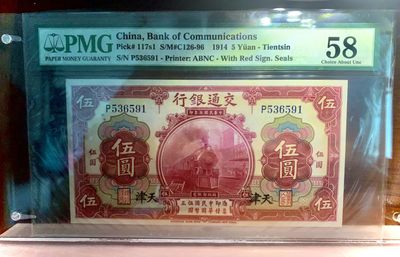 PMG
PAPER MONEY GUARANTY
China, Bank of Communications
Pick# 117s1 S/M#C126-96 1914 5 Yüan - Tientsin
S/N P536591 - Printer: ABNC - With Red Sign. Seals
58
Choice About Unc
伍
行銀通交
伍
P536591
P536591
伍圓
伍圓
伍圓
伍圓
津天
津天
伍
伍